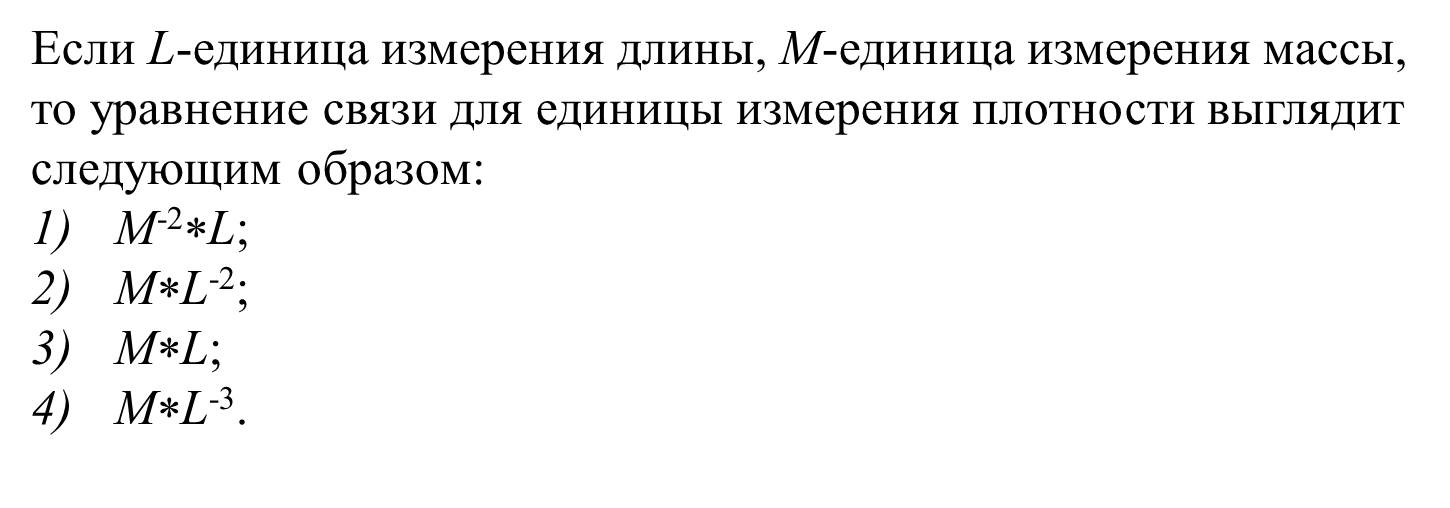 Если L-единица измерения длины, M-единица измерения массы,
то уравнение связи для единицы измерения плотности выглядит
следующим образом:
1) M⁻²*L;
2) M*L⁻²;
3) M*L;
4) M*L⁻³.